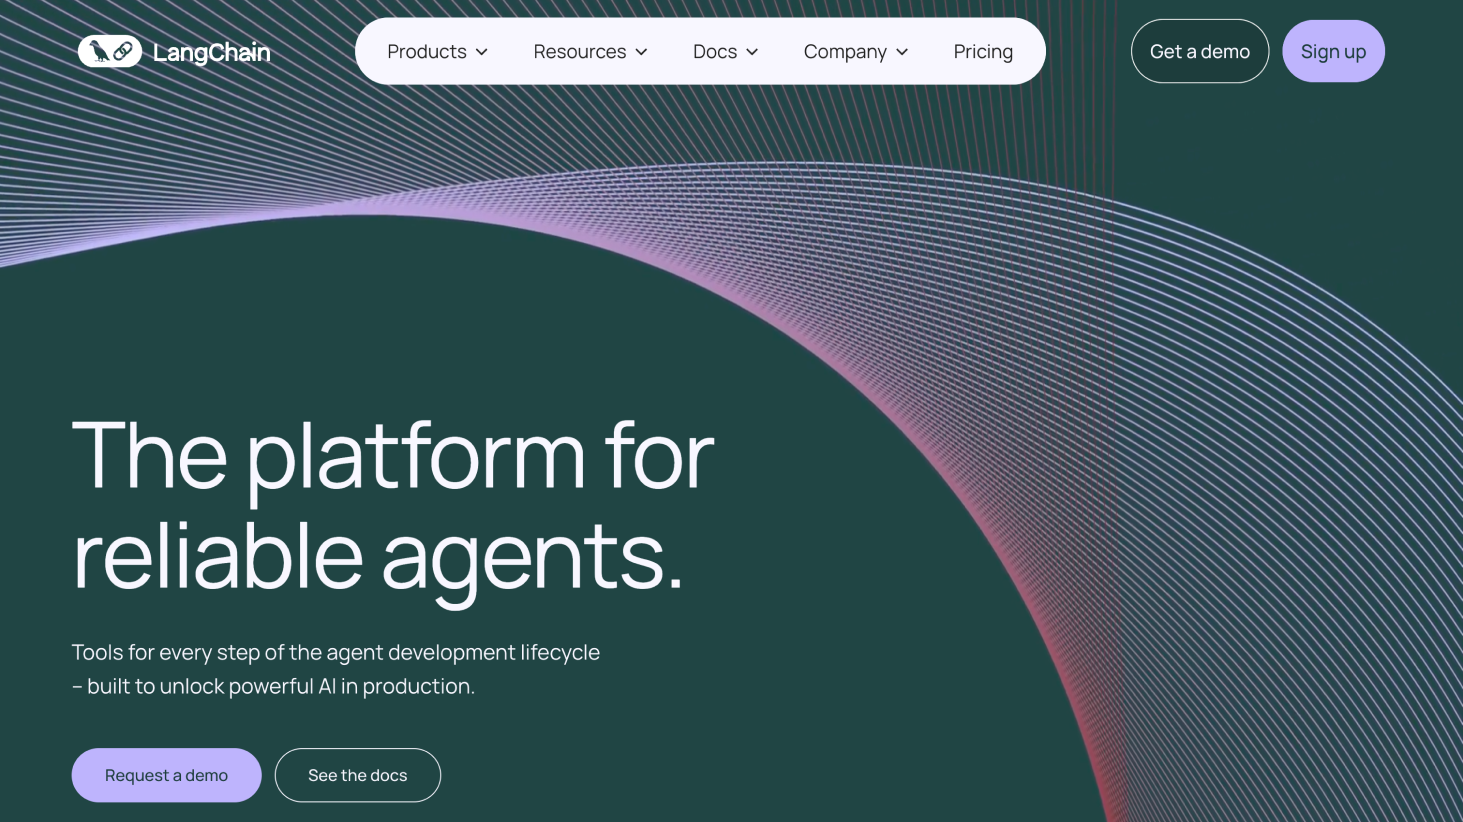 LangChain
Products
Resources
Docs
Company
Pricing
Get a demo
Sign up
The platform for
reliable agents.
Tools for every step of the agent development lifecycle
– built to unlock powerful AI in production.
Request a demo
See the docs